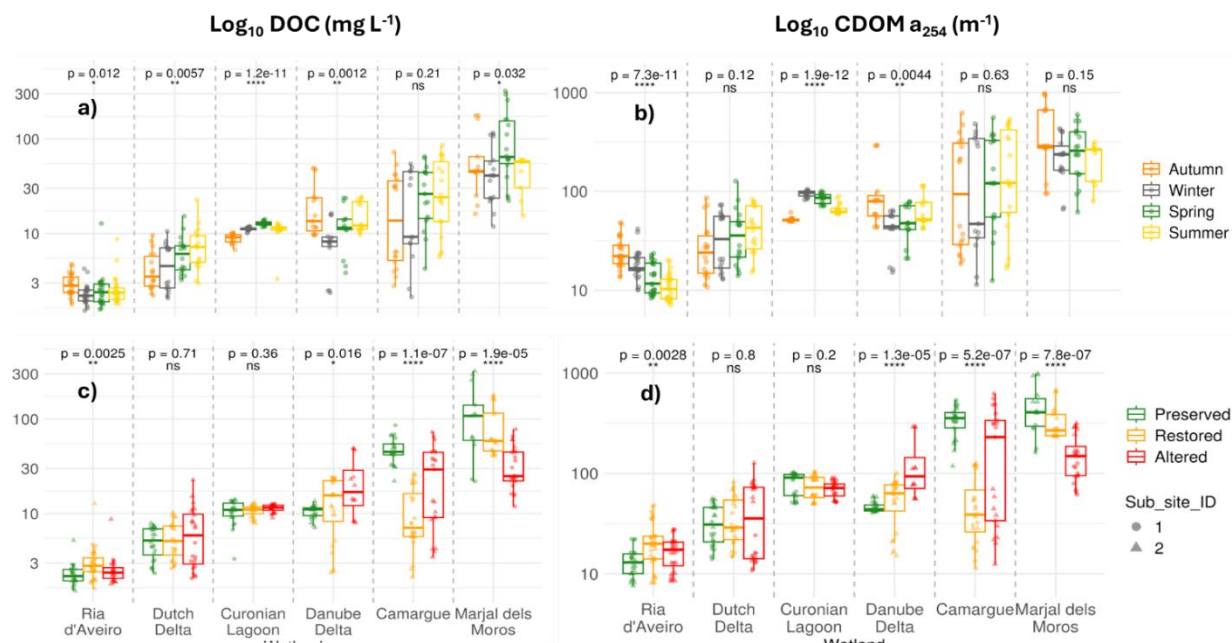 Log₁₀ DOC (mg L⁻¹)
Log₁₀ CDOM a₂₅₄ (m⁻¹)
p = 0.012 p = 0.0057 p = 1.2e-11 p = 0.0012 p = 0.21 p = 0.032
* ** **** ** ns *
300
100
30
10
3
a)
p = 7.3e-11 p = 0.12 p = 1.9e-12 p = 0.0044 p = 0.63 p = 0.15
**** ns **** ** ns ns
1000
100
10
b)
Autumn
Winter
Spring
Summer
p = 0.0025 p = 0.71 p = 0.36 p = 0.016 p = 1.1e-07 p = 1.9e-05
** ns ns * **** ****
300
100
30
10
3
c)
Ria Dutch Curonian Danube Camargue Marjal dels
d'Aveiro Delta Lagoon Delta Moros
p = 0.0028 p = 0.8 p = 0.2 p = 1.3e-05 p = 5.2e-07 p = 7.8e-07
** ns ns **** **** ****
1000
100
10
d)
Ria Dutch Curonian Danube Camargue Marjal dels
d'Aveiro Delta Lagoon Delta Moros
Preserved
Restored
Altered
Sub_site_ID
1
2